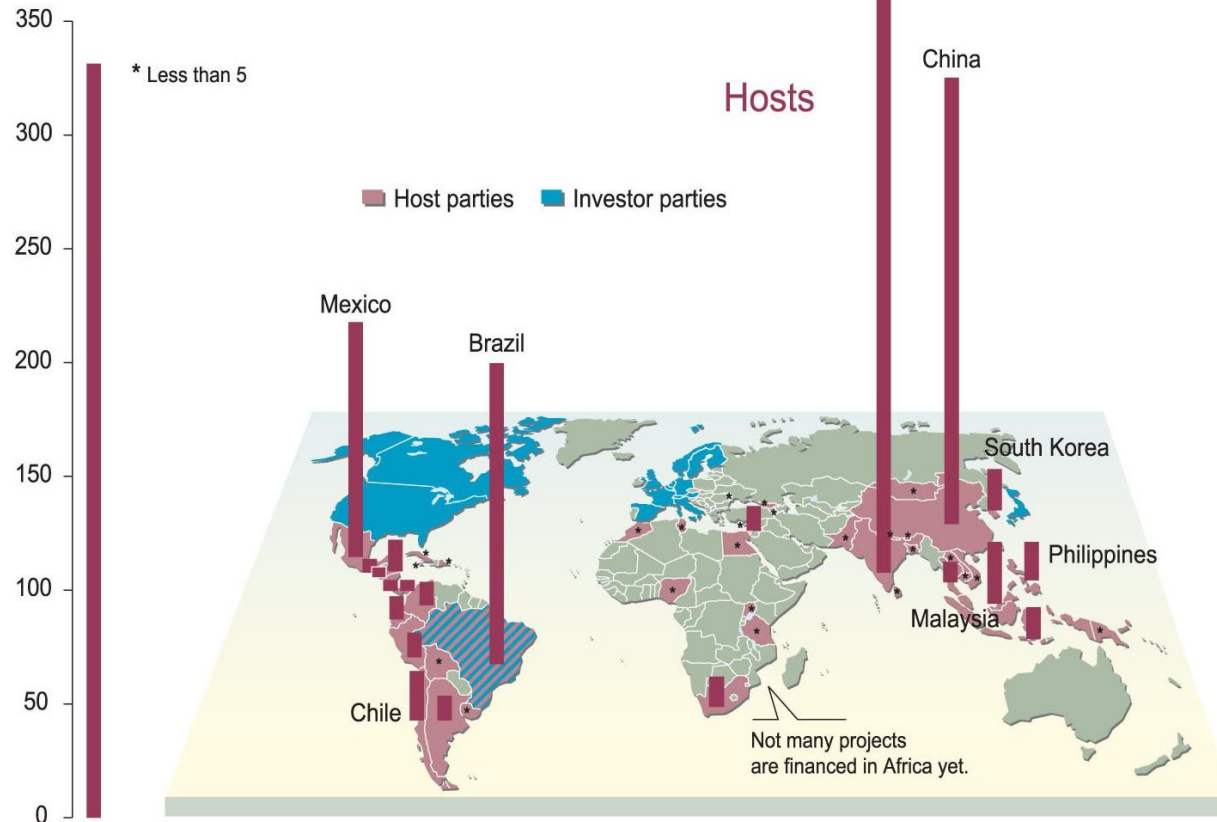 350
300
250
200
150
100
50
0
* Less than 5
Hosts
China
Host parties
Investor parties
Mexico
Brazil
South Korea
Philippines
Malaysia
Chile
Not many projects
are financed in Africa yet.